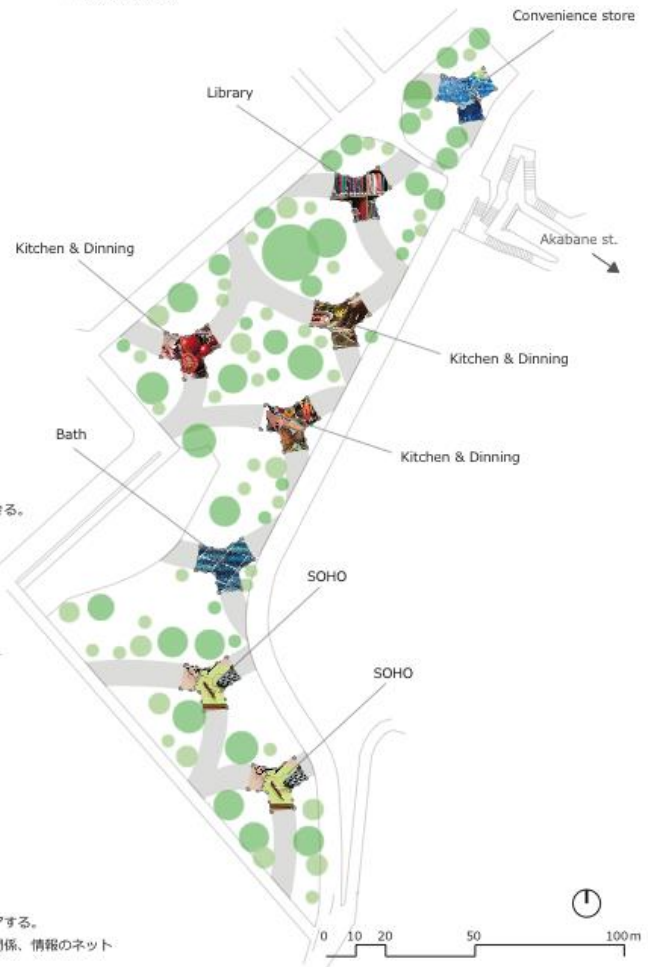 Convenience store
Library
Akabane st.
Kitchen & Dinning
Kitchen & Dinning
Bath
Kitchen & Dinning
る。
SOHO
SOHO
する。
係、情報のネット
0 10 20 50 100m